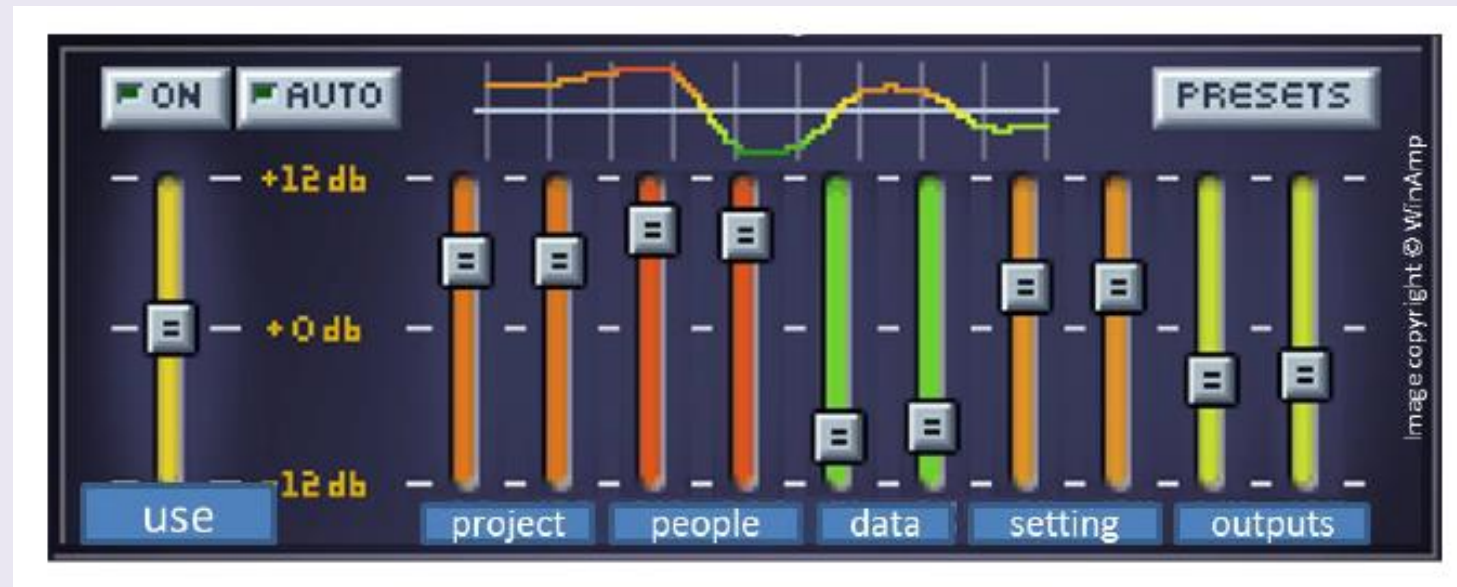 ON AUTO PRESETS
+12 db
+0 db
-12 db
use project people data setting outputs
Image copyright © WinAmp